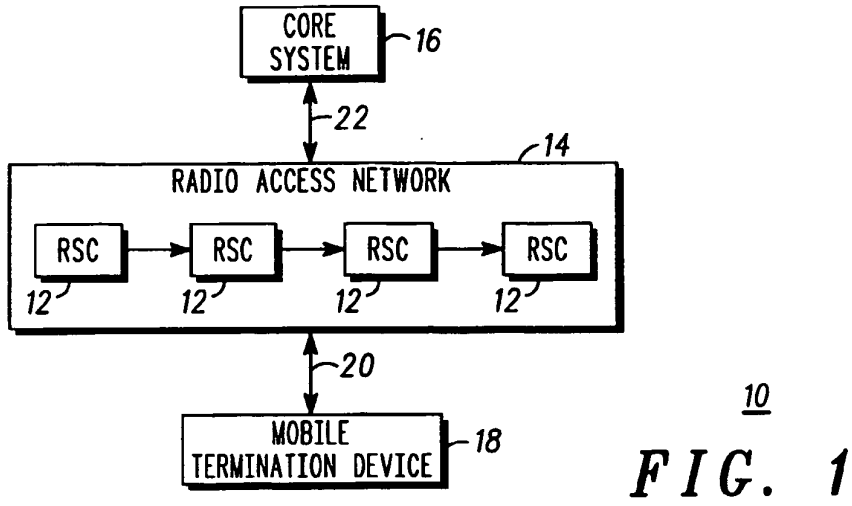 CORE
SYSTEM
16
22
14
RADIO ACCESS NETWORK
RSC RSC RSC RSC
12 12 12 12
20
MOBILE
TERMINATION DEVICE
18
10
FIG. 1